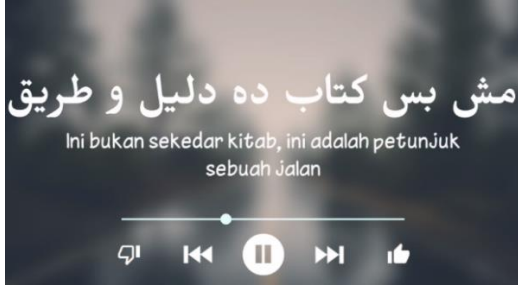 مش بس كتاب ده دليل و طريق
Ini bukan sekedar kitab, ini adalah petunjuk
sebuah jalan